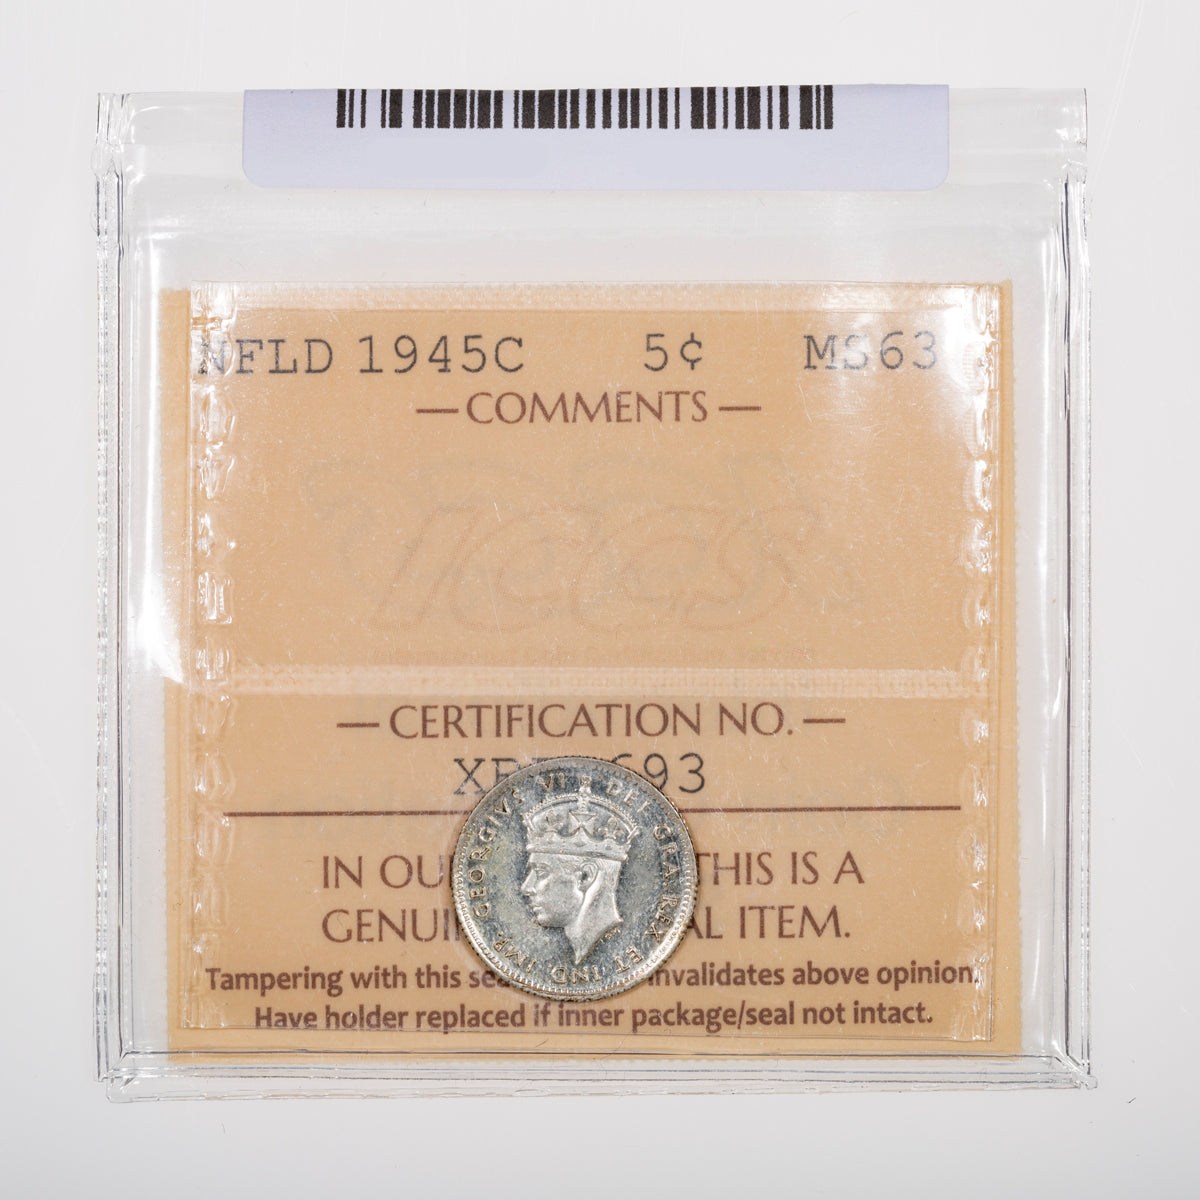 NFLD 1945C 5¢ MS63
— COMMENTS —
ICCS
— CERTIFICATION NO. —
693
IN OU THIS IS A
GENUI AL ITEM.
Tampering with this se invalidates above opinion.
Have holder replaced if inner package/seal not intact.
GEORGIVS VI DEI GRA REX ET IND IMP